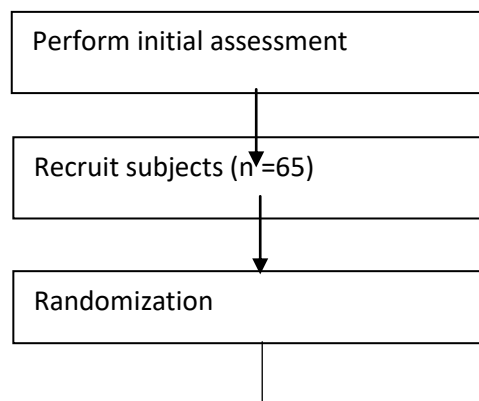 Perform initial assessment
Recruit subjects (n =65)
Randomization